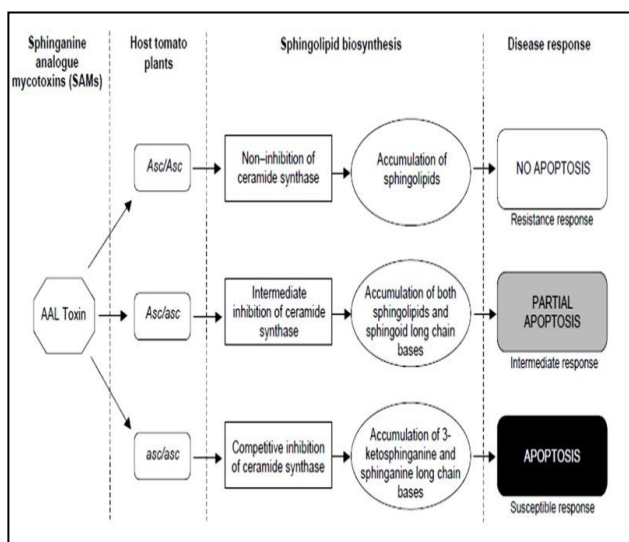 Sphinganine
analogue
mycotoxins (SAMs)
Host tomato
plants
Sphingolipid biosynthesis
Disease response
AAL Toxin
Asc/Asc
Non–inhibition of
ceramide synthase
Accumulation of
sphingolipids
NO APOPTOSIS
Resistance response
Asc/asc
Intermediate
inhibition of ceramide
synthase
Accumulation of both
sphingolipids and
sphingoid long chain
bases
PARTIAL
APOPTOSIS
Intermediate response
asc/asc
Competitive inhibition
of ceramide synthase
Accumulation of 3-
ketosphinganine and
sphinganine long chain
bases
APOPTOSIS
Susceptible response